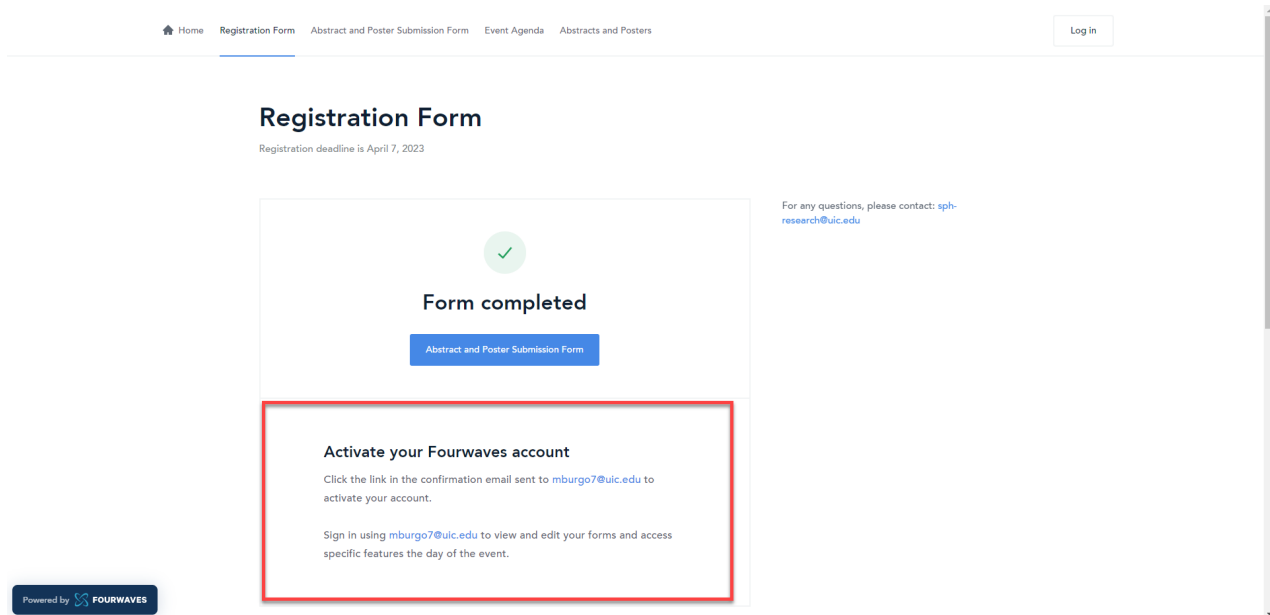 Home Registration Form Abstract and Poster Submission Form Event Agenda Abstracts and Posters Log in
Registration Form
Registration deadline is April 7, 2023
For any questions, please contact: sph-
research@uic.edu
Form completed
Abstract and Poster Submission Form
Activate your Fourwaves account
Click the link in the confirmation email sent to mburgo7@uic.edu to
activate your account.
Sign in using mburgo7@uic.edu to view and edit your forms and access
specific features the day of the event.
Powered by FOURWAVES